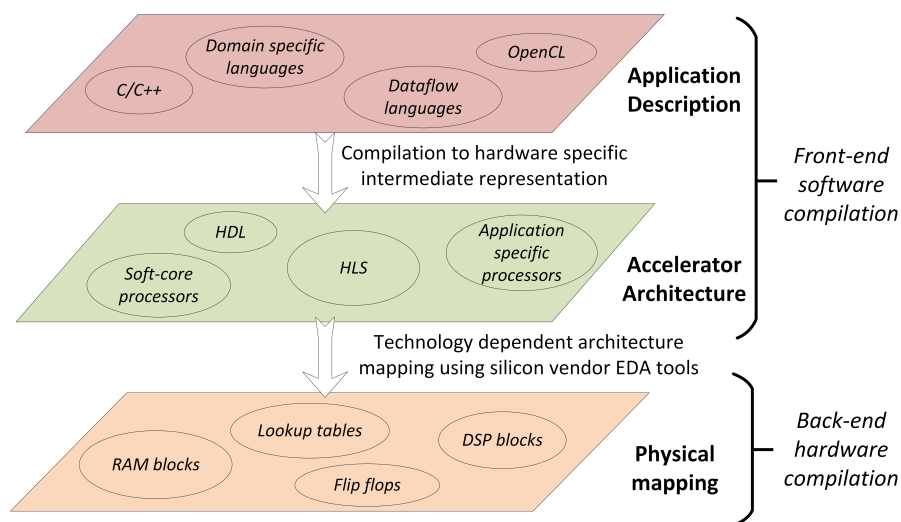 Domain specific
languages
OpenCL
C/C++
Dataflow
languages
Application
Description
Compilation to hardware specific
intermediate representation
Front-end
software
compilation
HDL
Application
specific
processors
HLS
Soft-core
processors
Accelerator
Architecture
Technology dependent architecture
mapping using silicon vendor EDA tools
Lookup tables
DSP blocks
RAM blocks
Flip flops
Physical
mapping
Back-end
hardware
compilation